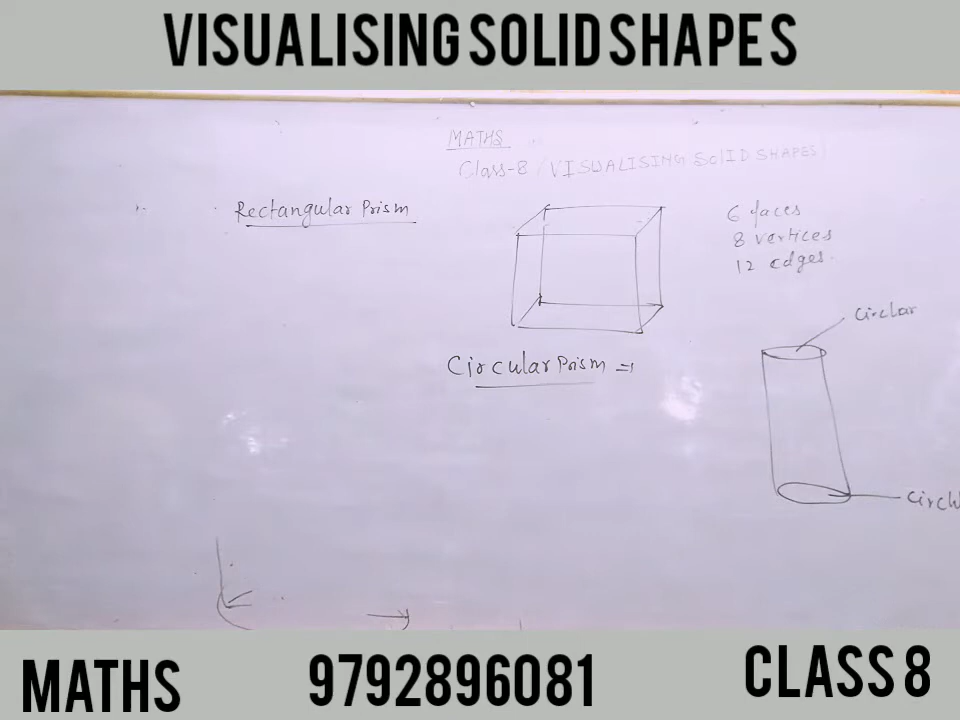 VISUALISING SOLID SHAPES
MATHS
Class-8 / VISUALISING SOLID SHAPES
Rectangular Prism
6 faces
8 vertices
12 edges.
Circlar
Circular Prism =>
MATHS
9792896081
CLASS 8